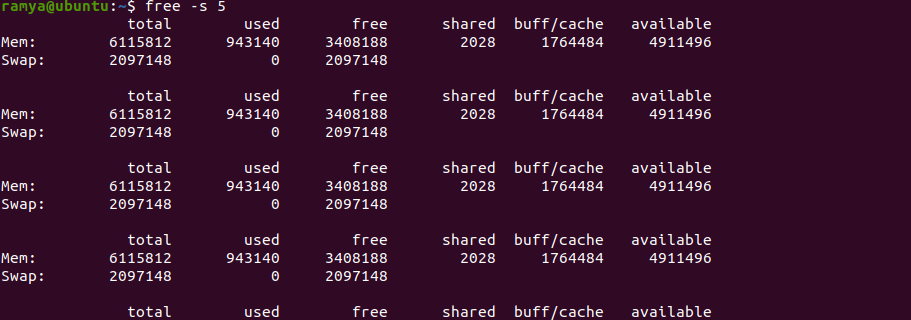 ramya@ubuntu:~$ free -s 5
              total        used        free      shared  buff/cache   available
Mem:        6115812      943140     3408188        2028     1764484     4911496
Swap:       2097148           0     2097148
              total        used        free      shared  buff/cache   available
Mem:        6115812      943140     3408188        2028     1764484     4911496
Swap:       2097148           0     2097148
              total        used        free      shared  buff/cache   available
Mem:        6115812      943140     3408188        2028     1764484     4911496
Swap:       2097148           0     2097148
              total        used        free      shared  buff/cache   available
Mem:        6115812      943140     3408188        2028     1764484     4911496
Swap:       2097148           0     2097148
              total        used        free      shared  buff/cache   available